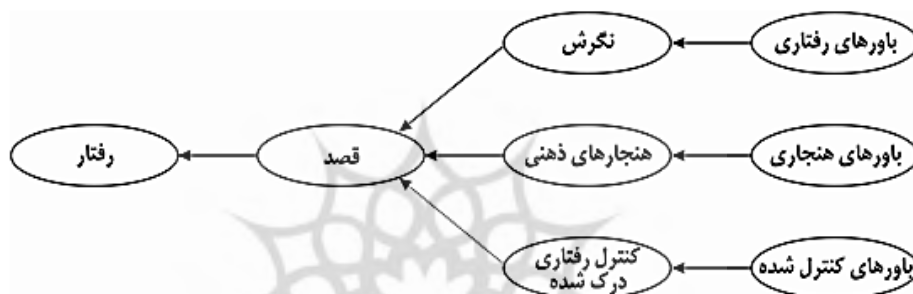 باورهای رفتاری
نگرش
باورهای هنجاری
هنجارهای ذهنی
قصد
رفتار
باورهای کنترل شده
کنترل رفتاری
درک شده